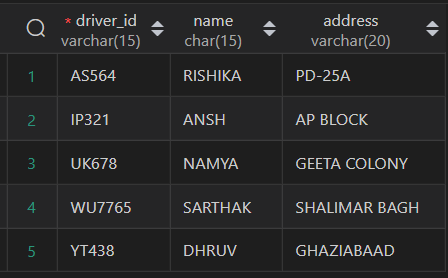 * driver_id name address
varchar(15) char(15) varchar(20)
1 AS564 RISHIKA PD-25A
2 IP321 ANSH AP BLOCK
3 UK678 NAMYA GEETA COLONY
4 WU7765 SARTHAK SHALIMAR BAGH
5 YT438 DHRUV GHAZIABAAD